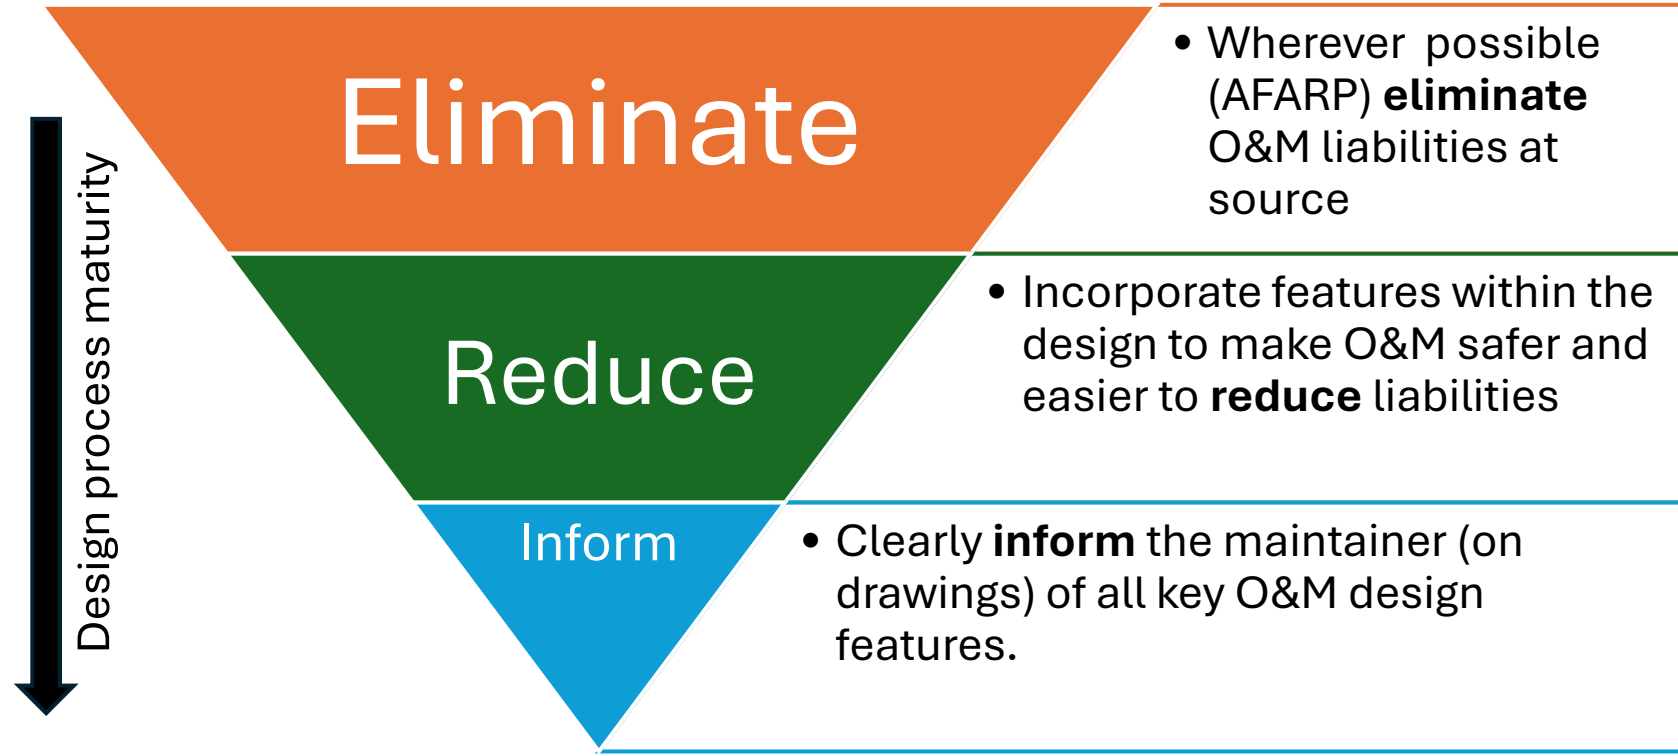 Design process maturity
Eliminate
• Wherever  possible
(AFARP) eliminate
O&M liabilities at
source
Reduce
• Incorporate features within the
design to make O&M safer and
easier to reduce liabilities
Inform
• Clearly inform the maintainer (on
drawings) of all key O&M design
features.